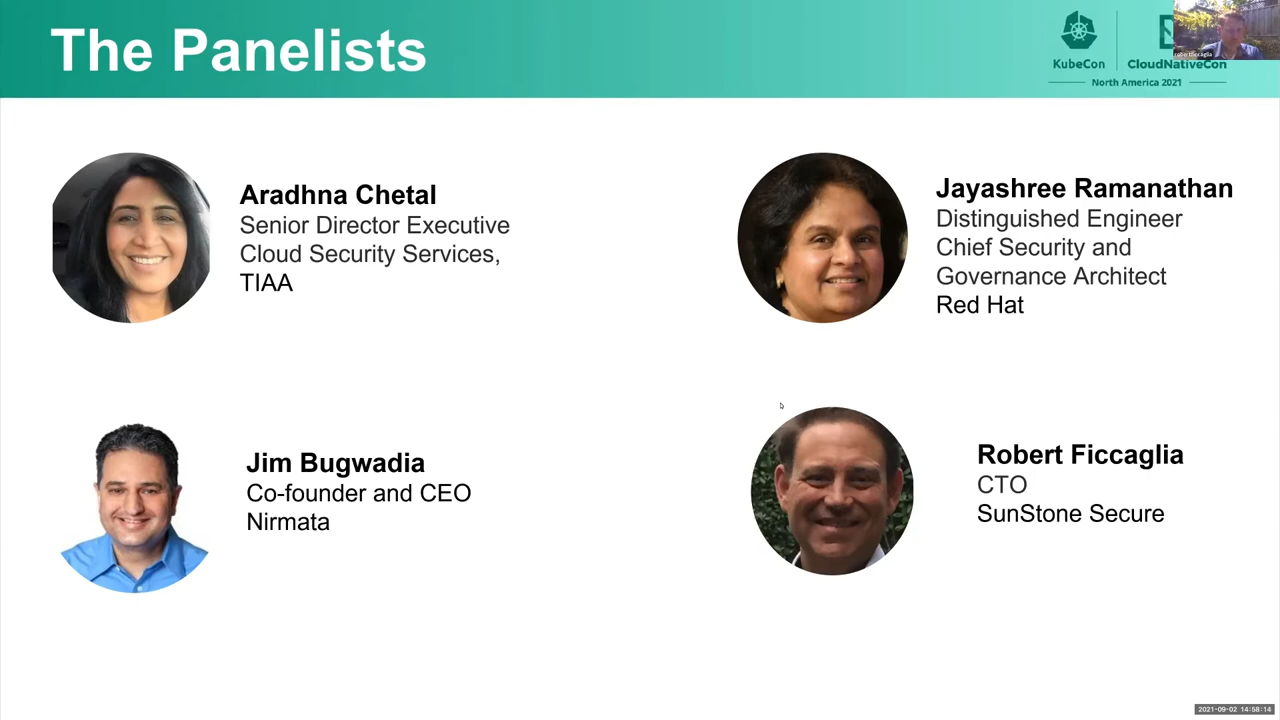 The Panelists
KubeCon
CloudNativeCon
North America 2021
robertficcaglia
Aradhna Chetal
Senior Director Executive
Cloud Security Services,
TIAA
Jayashree Ramanathan
Distinguished Engineer
Chief Security and
Governance Architect
Red Hat
Jim Bugwadia
Co-founder and CEO
Nirmata
Robert Ficcaglia
CTO
SunStone Secure
2021-09-02 14:58:14